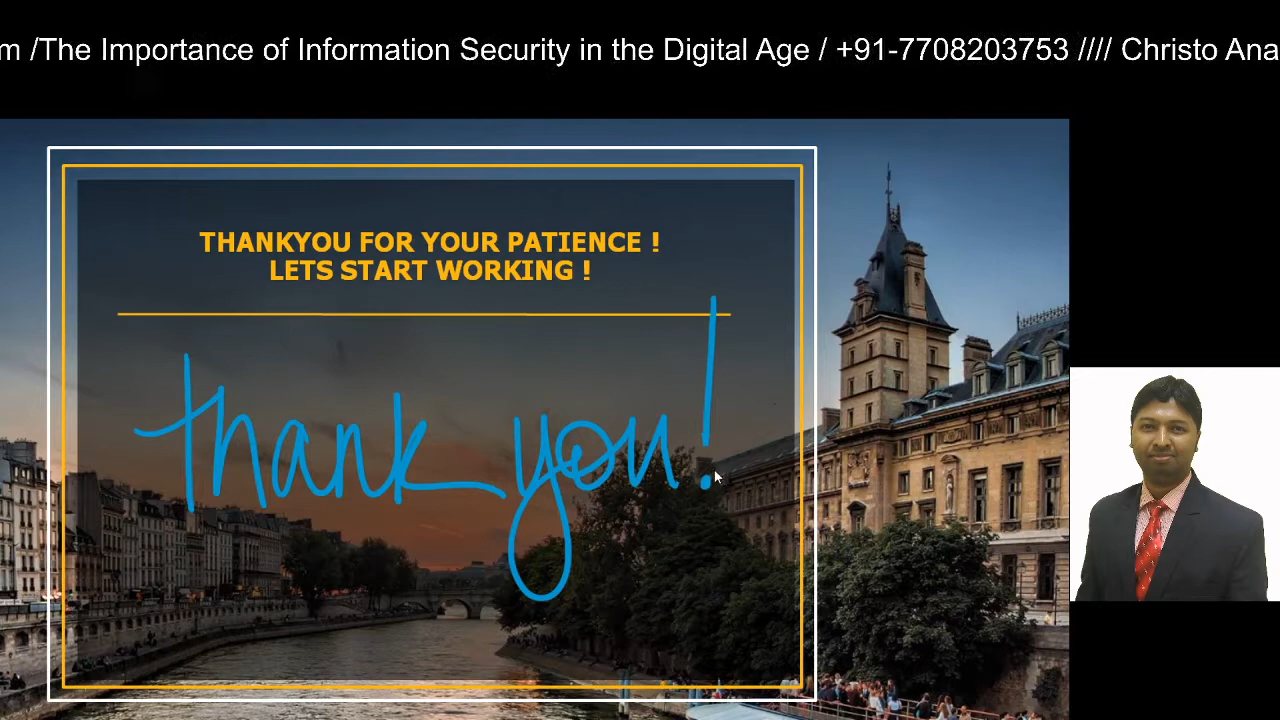 m /The Importance of Information Security in the Digital Age / +91-7708203753 //// Christo Ana
THANKYOU FOR YOUR PATIENCE !
LETS START WORKING !
thank you!